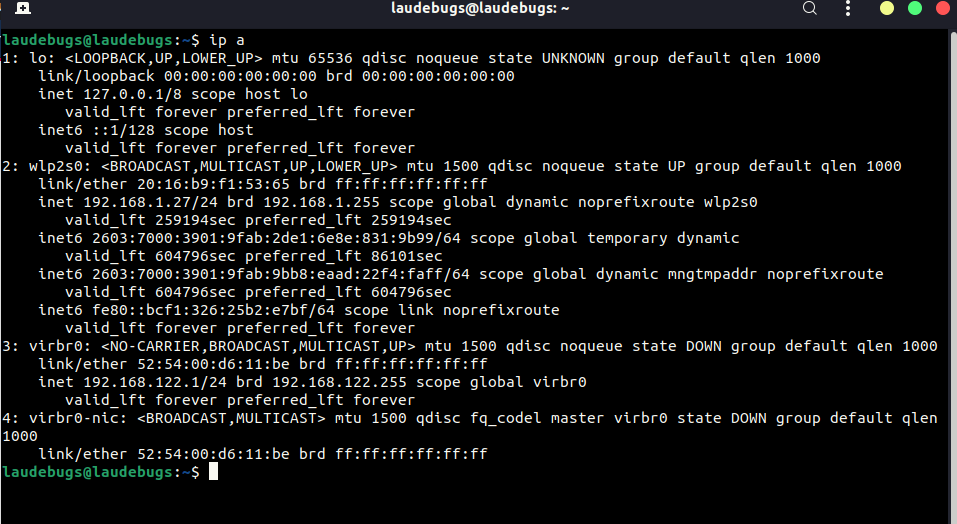 laudebugs@laudebugs: ~
laudebugs@laudebugs:~$ ip a
1: lo: <LOOPBACK,UP,LOWER_UP> mtu 65536 qdisc noqueue state UNKNOWN group default qlen 1000
    link/loopback 00:00:00:00:00:00 brd 00:00:00:00:00:00
    inet 127.0.0.1/8 scope host lo
       valid_lft forever preferred_lft forever
    inet6 ::1/128 scope host
       valid_lft forever preferred_lft forever
2: wlp2s0: <BROADCAST,MULTICAST,UP,LOWER_UP> mtu 1500 qdisc noqueue state UP group default qlen 1000
    link/ether 20:16:b9:f1:53:65 brd ff:ff:ff:ff:ff:ff
    inet 192.168.1.27/24 brd 192.168.1.255 scope global dynamic noprefixroute wlp2s0
       valid_lft 259194sec preferred_lft 259194sec
    inet6 2603:7000:3901:9fab:2de1:6e8e:831:9b99/64 scope global temporary dynamic
       valid_lft 604796sec preferred_lft 86101sec
    inet6 2603:7000:3901:9fab:9bb8:eaad:22f4:faff/64 scope global dynamic mngtmpaddr noprefixroute
       valid_lft 604796sec preferred_lft 604796sec
    inet6 fe80::bcf1:326:25b2:e7bf/64 scope link noprefixroute
       valid_lft forever preferred_lft forever
3: virbr0: <NO-CARRIER,BROADCAST,MULTICAST,UP> mtu 1500 qdisc noqueue state DOWN group default qlen 1000
    link/ether 52:54:00:d6:11:be brd ff:ff:ff:ff:ff:ff
    inet 192.168.122.1/24 brd 192.168.122.255 scope global virbr0
       valid_lft forever preferred_lft forever
4: virbr0-nic: <BROADCAST,MULTICAST> mtu 1500 qdisc fq_codel master virbr0 state DOWN group default qlen
1000
    link/ether 52:54:00:d6:11:be brd ff:ff:ff:ff:ff:ff
laudebugs@laudebugs:~$